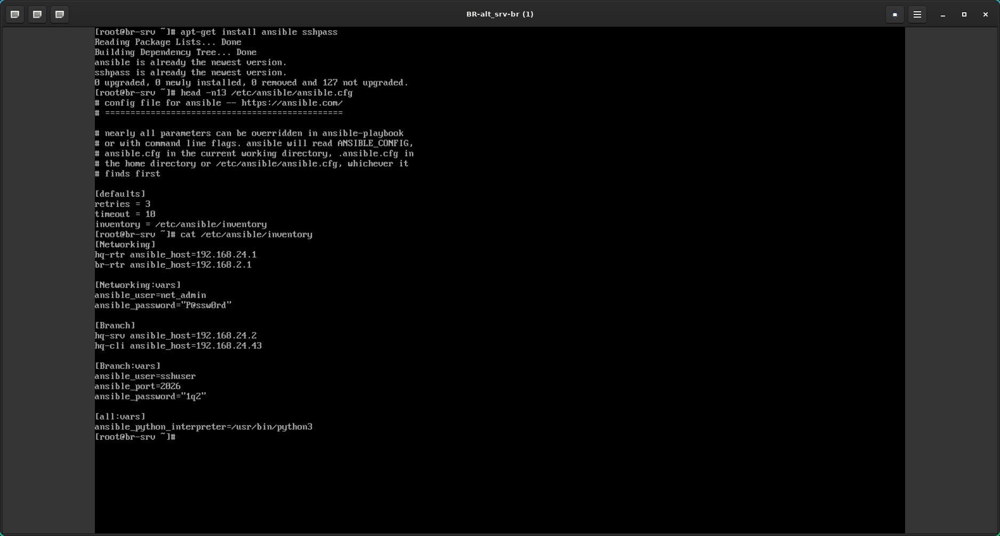 BR-alt_srv-br (1)
[root@br-srv ~]# apt-get install ansible sshpass
Reading Package Lists... Done
Building Dependency Tree... Done
ansible is already the newest version.
sshpass is already the newest version.
0 upgraded, 0 newly installed, 0 removed and 127 not upgraded.
[root@br-srv ~]# head -n13 /etc/ansible/ansible.cfg
# config file for ansible -- https://ansible.com/
# ===============================================

# nearly all parameters can be overridden in ansible-playbook
# or with command line flags. ansible will read ANSIBLE_CONFIG,
# ansible.cfg in the current working directory, .ansible.cfg in
# the home directory or /etc/ansible/ansible.cfg, whichever it
# finds first

[defaults]
retries = 3
timeout = 10
inventory = /etc/ansible/inventory
[root@br-srv ~]# cat /etc/ansible/inventory
[Networking]
hq-rtr ansible_host=192.168.24.1
br-rtr ansible_host=192.168.2.1

[Networking:vars]
ansible_user=net_admin
ansible_password="P@ssw0rd"

[Branch]
hq-srv ansible_host=192.168.24.2
hq-cli ansible_host=192.168.24.43

[Branch:vars]
ansible_user=sshuser
ansible_port=2026
ansible_password="1q2"

[all:vars]
ansible_python_interpreter=/usr/bin/python3
[root@br-srv ~]#